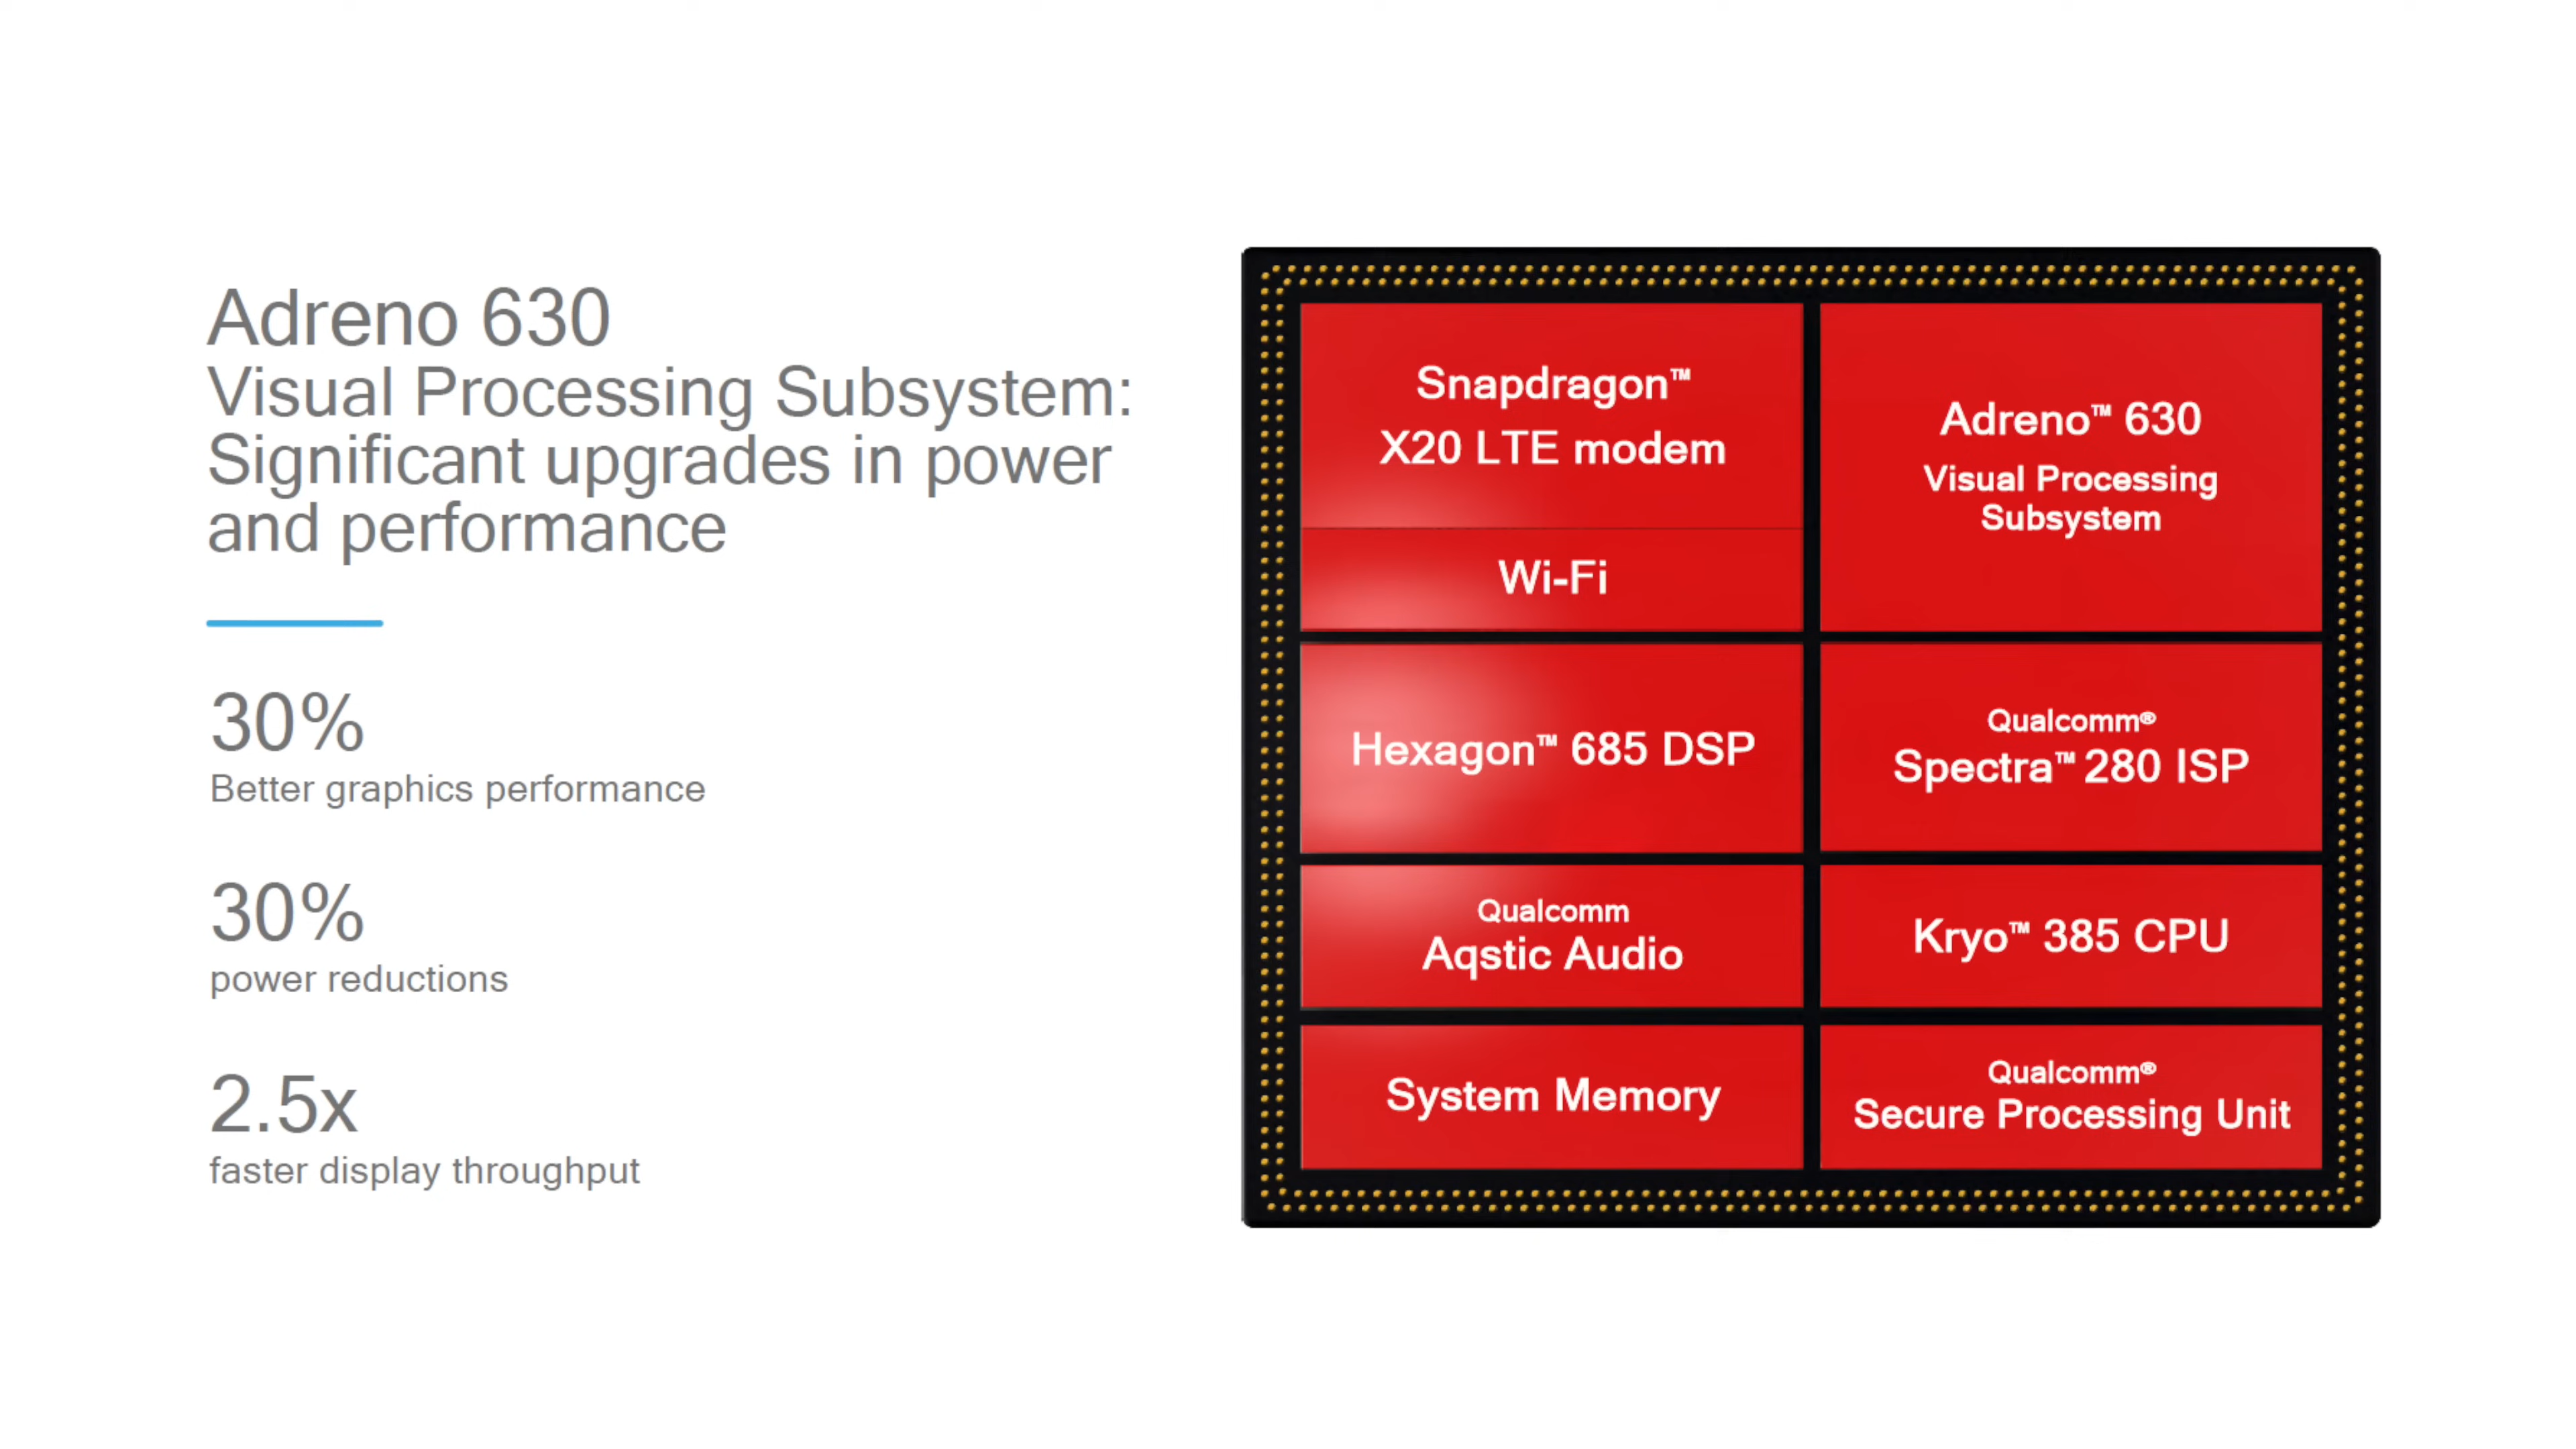 Adreno 630
Visual Processing Subsystem:
Significant upgrades in power
and performance
30%
Better graphics performance
30%
power reductions
2.5x
faster display throughput
Snapdragon™
X20 LTE modem
Wi-Fi
Adreno™ 630
Visual Processing
Subsystem
Hexagon™ 685 DSP
Qualcomm®
Spectra™ 280 ISP
Qualcomm
Aqstic Audio
Kryo™ 385 CPU
System Memory
Qualcomm®
Secure Processing Unit